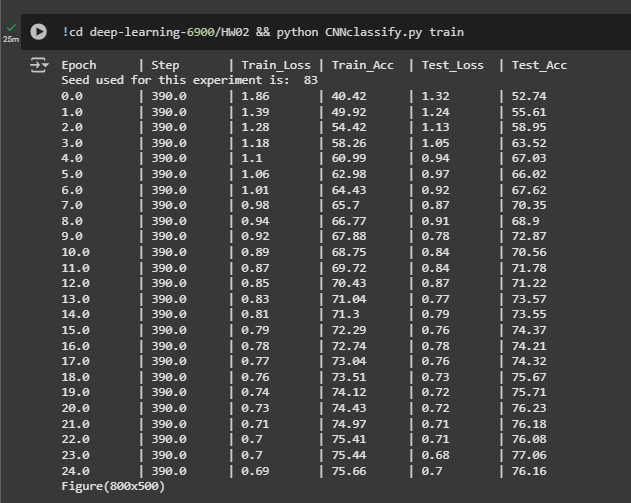 !cd deep-learning-6900/HW02 && python CNNclassify.py train
25m
Epoch | Step | Train_Loss | Train_Acc | Test_Loss | Test_Acc
Seed used for this experiment is: 83
0.0 | 390.0 | 1.86 | 40.42 | 1.32 | 52.74
1.0 | 390.0 | 1.39 | 49.92 | 1.24 | 55.61
2.0 | 390.0 | 1.28 | 54.42 | 1.13 | 58.95
3.0 | 390.0 | 1.18 | 58.26 | 1.05 | 63.52
4.0 | 390.0 | 1.1 | 60.99 | 0.94 | 67.03
5.0 | 390.0 | 1.06 | 62.98 | 0.97 | 66.02
6.0 | 390.0 | 1.01 | 64.43 | 0.92 | 67.62
7.0 | 390.0 | 0.98 | 65.7 | 0.87 | 70.35
8.0 | 390.0 | 0.94 | 66.77 | 0.91 | 68.9
9.0 | 390.0 | 0.92 | 67.88 | 0.78 | 72.87
10.0 | 390.0 | 0.89 | 68.75 | 0.84 | 70.56
11.0 | 390.0 | 0.87 | 69.72 | 0.84 | 71.78
12.0 | 390.0 | 0.85 | 70.43 | 0.87 | 71.22
13.0 | 390.0 | 0.83 | 71.04 | 0.77 | 73.57
14.0 | 390.0 | 0.81 | 71.3 | 0.79 | 73.55
15.0 | 390.0 | 0.79 | 72.29 | 0.76 | 74.37
16.0 | 390.0 | 0.78 | 72.74 | 0.78 | 74.21
17.0 | 390.0 | 0.77 | 73.04 | 0.76 | 74.32
18.0 | 390.0 | 0.76 | 73.51 | 0.73 | 75.67
19.0 | 390.0 | 0.74 | 74.12 | 0.72 | 75.71
20.0 | 390.0 | 0.73 | 74.43 | 0.72 | 76.23
21.0 | 390.0 | 0.71 | 74.97 | 0.71 | 76.18
22.0 | 390.0 | 0.7 | 75.41 | 0.71 | 76.08
23.0 | 390.0 | 0.7 | 75.44 | 0.68 | 77.06
24.0 | 390.0 | 0.69 | 75.66 | 0.7 | 76.16
Figure(800x500)